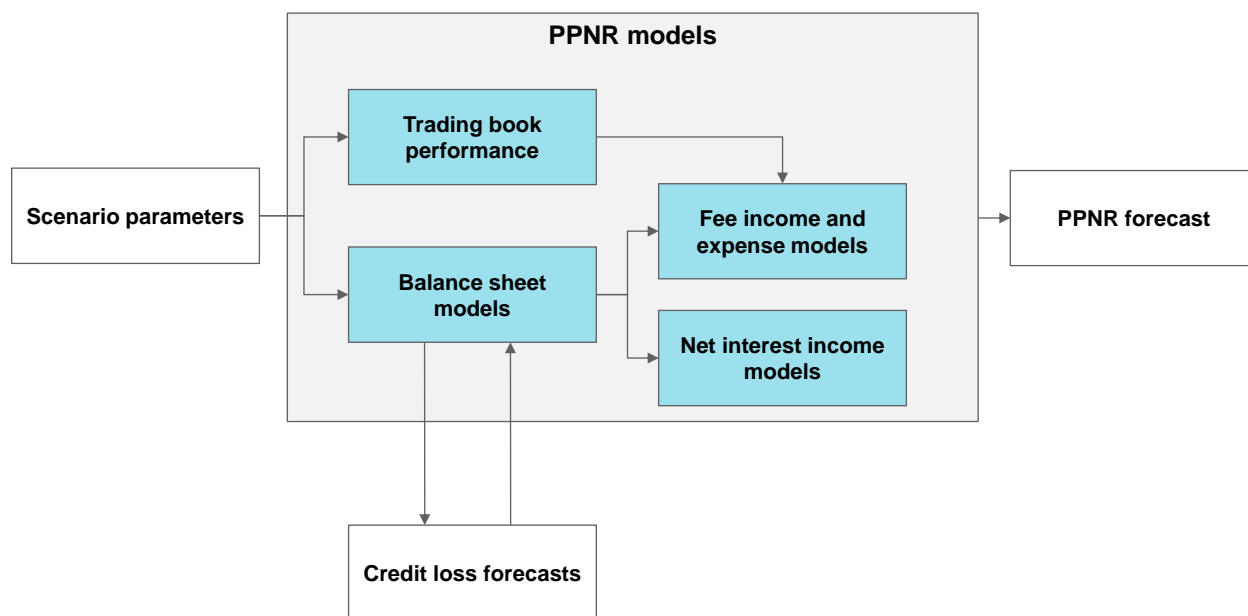 PPNR models
Trading book
performance
Scenario parameters
Fee income and
expense models
PPNR forecast
Balance sheet
models
Net interest income
models
Credit loss forecasts